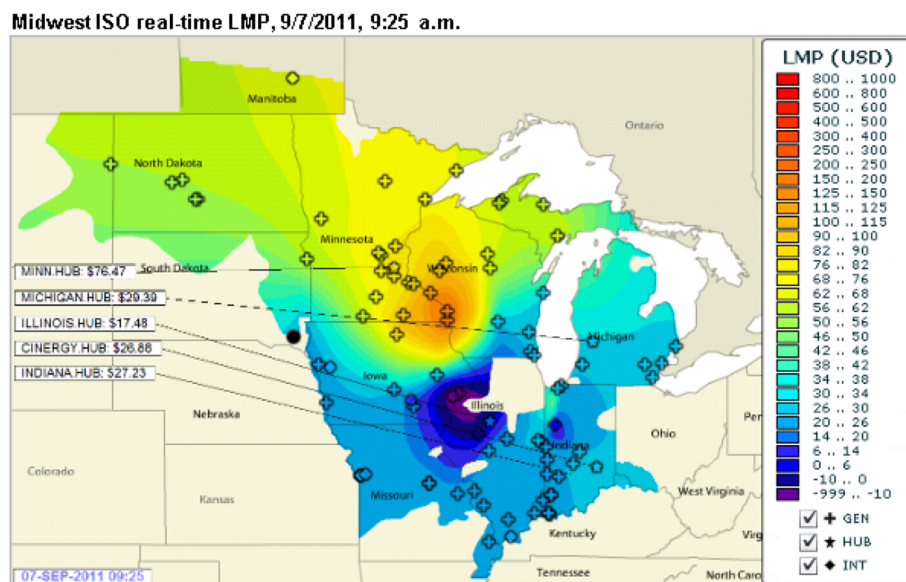 Midwest ISO real-time LMP, 9/7/2011, 9:25 a.m.
LMP (USD)
800 .. 1000
600 .. 800
500 .. 600
400 .. 500
300 .. 400
200 .. 300
200 .. 250
150 .. 200
125 .. 150
115 .. 125
100 .. 115
90 .. 100
82 .. 90
76 .. 82
68 .. 76
62 .. 68
56 .. 62
50 .. 56
46 .. 50
42 .. 46
38 .. 42
34 .. 38
30 .. 34
26 .. 30
20 .. 26
14 .. 20
6 .. 14
0 .. 6
-10 .. 0
-999 .. -10
GEN
HUB
INT
Manitoba
Ontario
North Dakota
Minnesota
South Dakota
Wisconsin
MINN.HUB: $76.47
MICHIGAN.HUB: $29.39
ILLINOIS.HUB: $17.48
CINERGY.HUB: $26.88
INDIANA.HUB: $27.23
Michigan
Iowa
Nebraska
Illinois
Indiana
Ohio
Pen
Colorado
Kansas
Missouri
West Virginia
Virg
Kentucky
Tennessee
North Caro
07-SEP-2011 09:25